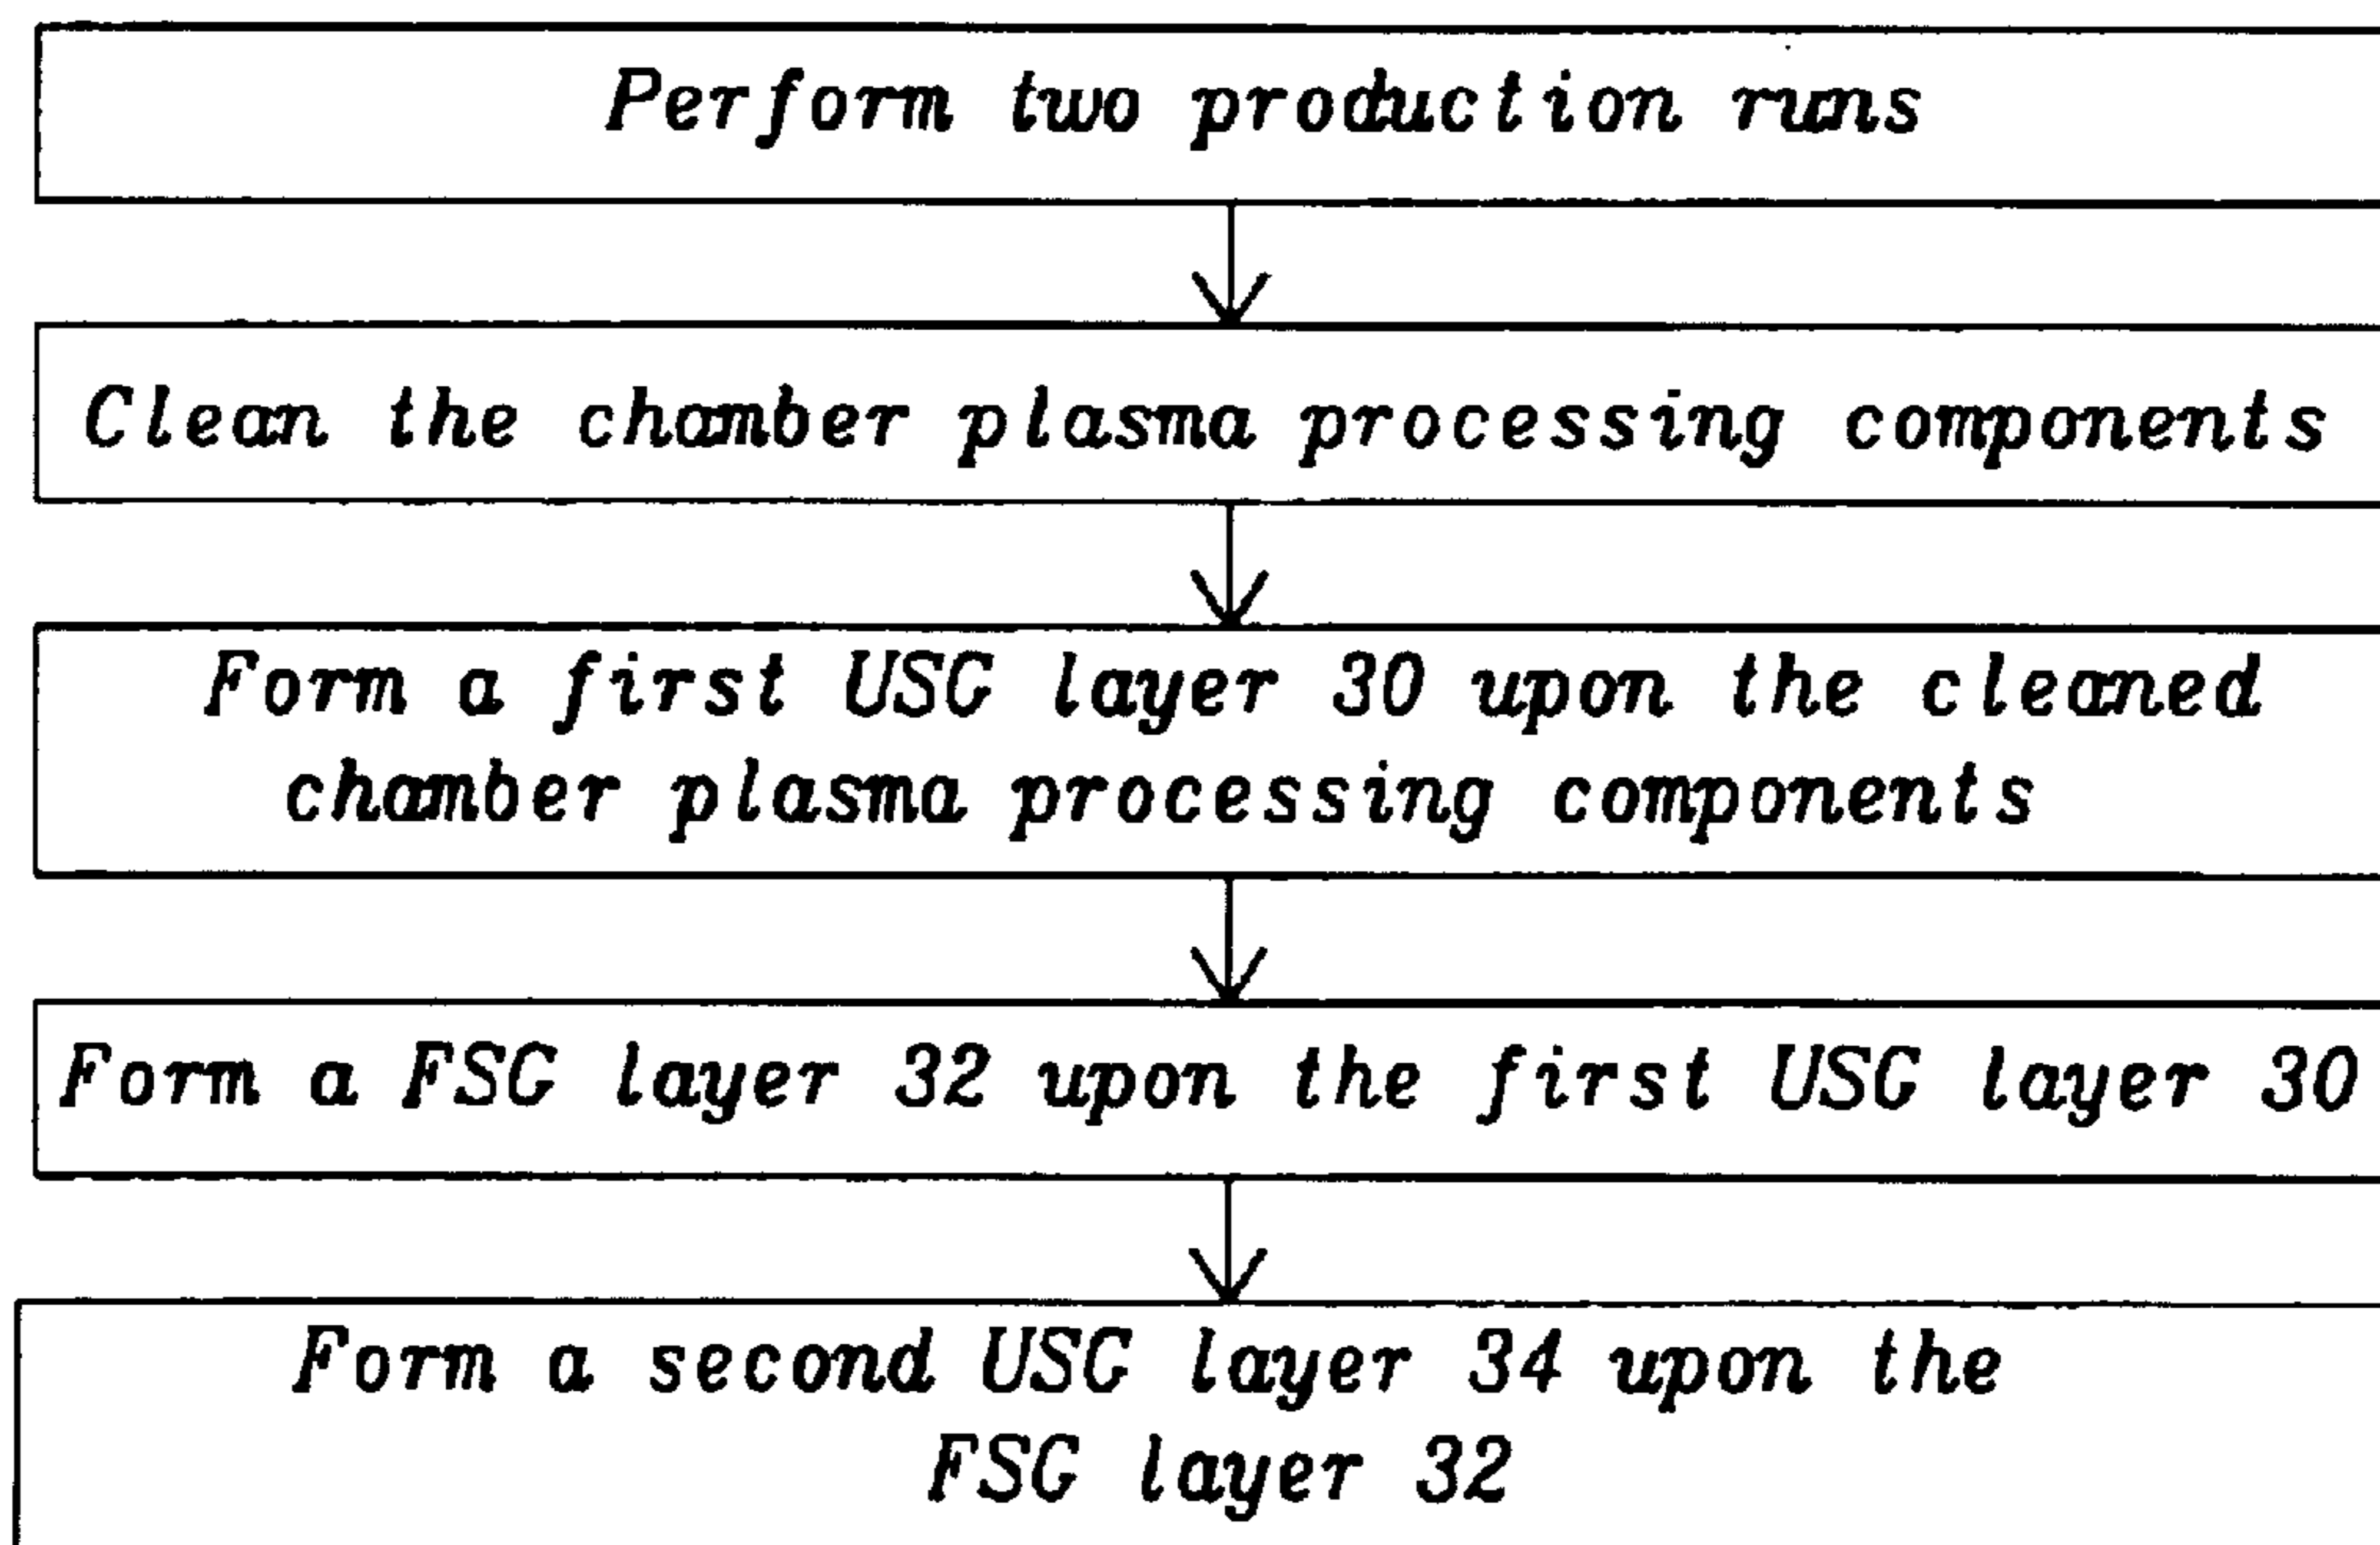 Perform two production runs
Clean the chamber plasma processing components
Form a first USG layer 30 upon the cleaned
chamber plasma processing components
Form a FSG layer 32 upon the first USG layer 30
Form a second USG layer 34 upon the
FSG layer 32